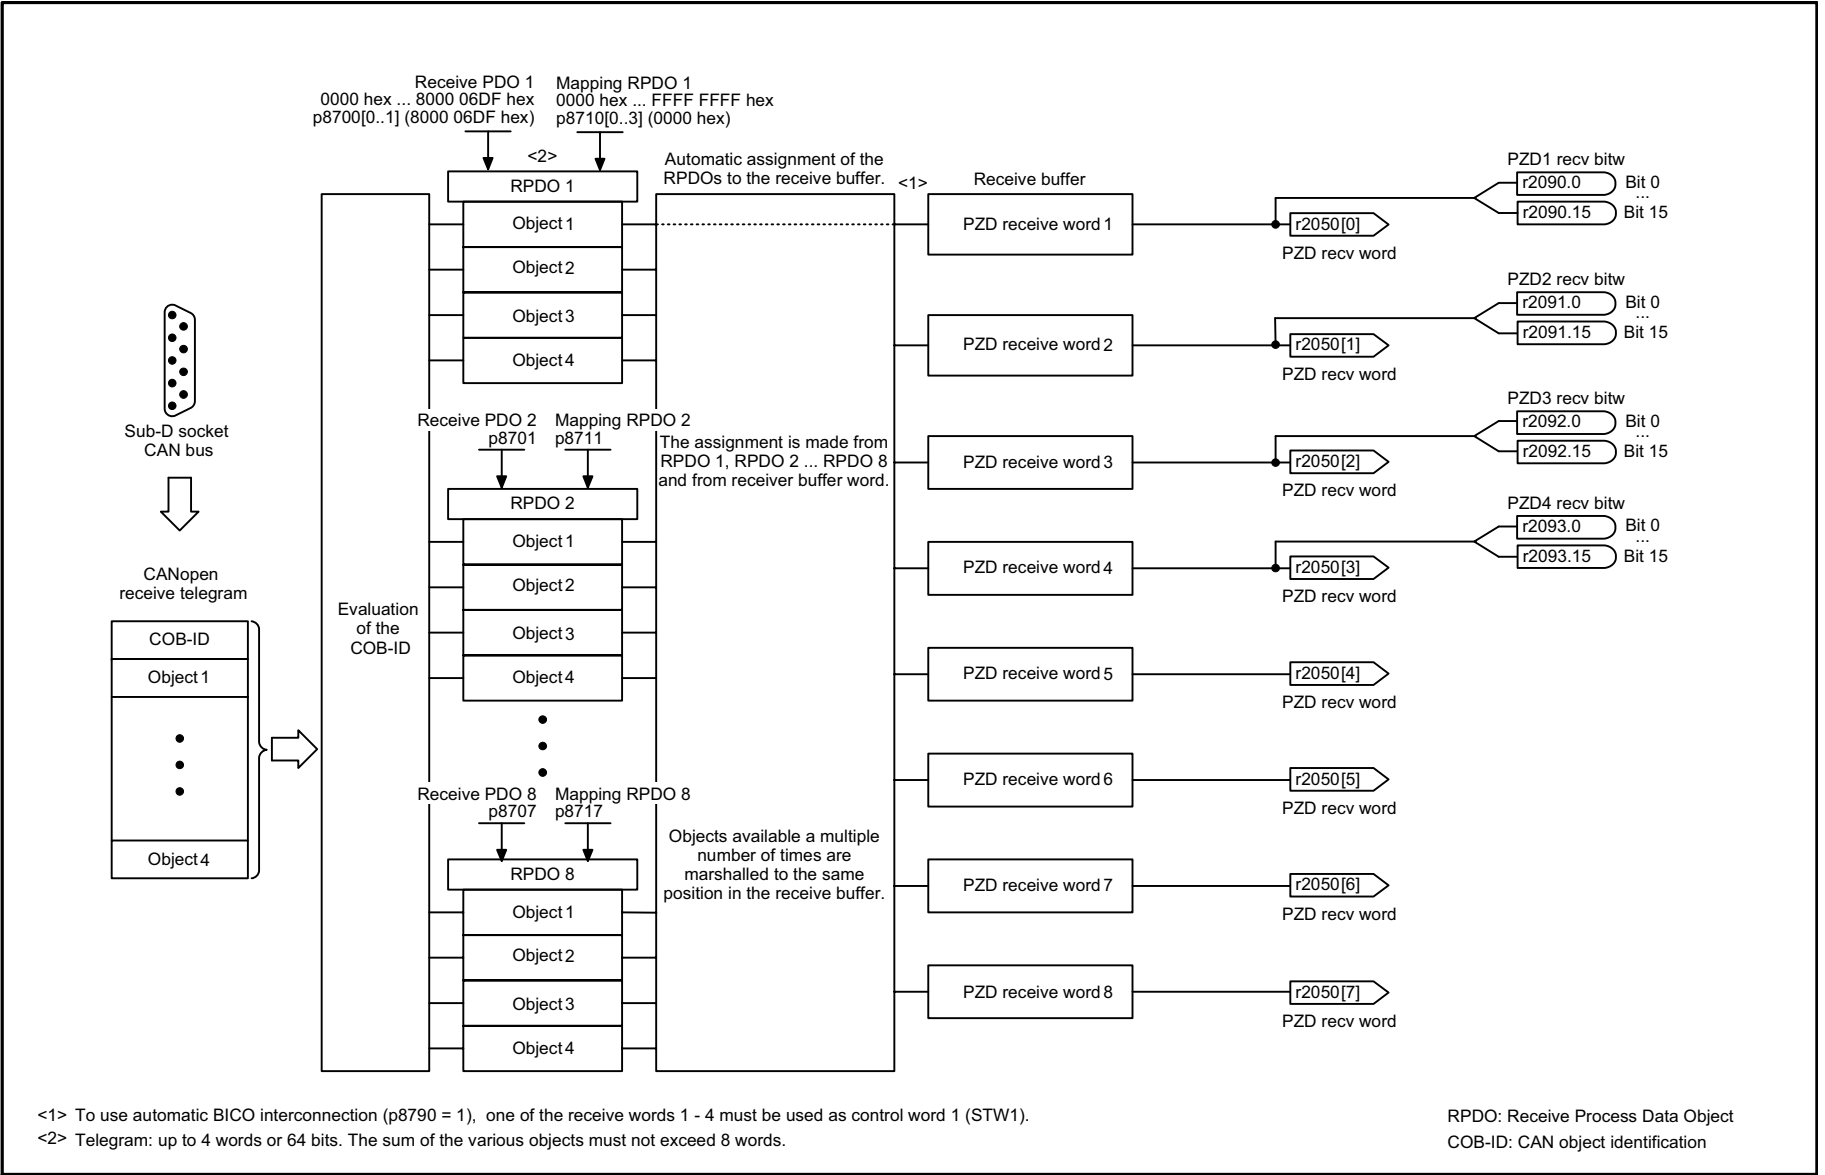 Receive PDO 1
0000 hex ... 8000 06DF hex
p8700[0..1] (8000 06DF hex)
Mapping RPDO 1
0000 hex ... FFFF FFFF hex
p8710[0..3] (0000 hex)
<2>
RPDO 1
Object 1
Object 2
Object 3
Object 4
Automatic assignment of the
RPDOs to the receive buffer.
<1>
Receive buffer
PZD receive word 1
r2050[0]
PZD recv word
PZD1 recv bitw
r2090.0
Bit 0
...
r2090.15
Bit 15
PZD receive word 2
r2050[1]
PZD recv word
PZD2 recv bitw
r2091.0
Bit 0
...
r2091.15
Bit 15
Sub-D socket
CAN bus
Receive PDO 2
p8701
Mapping RPDO 2
p8711
RPDO 2
Object 1
Object 2
Object 3
Object 4
The assignment is made from
RPDO 1, RPDO 2 ... RPDO 8
and from receiver buffer word.
PZD receive word 3
r2050[2]
PZD recv word
PZD3 recv bitw
r2092.0
Bit 0
...
r2092.15
Bit 15
PZD receive word 4
r2050[3]
PZD recv word
PZD4 recv bitw
r2093.0
Bit 0
...
r2093.15
Bit 15
CANopen
receive telegram
COB-ID
Object 1
Object 4
Evaluation
of the
COB-ID
PZD receive word 5
r2050[4]
PZD recv word
PZD receive word 6
r2050[5]
PZD recv word
Receive PDO 8
p8707
Mapping RPDO 8
p8717
RPDO 8
Object 1
Object 2
Object 3
Object 4
Objects available a multiple
number of times are
marshalled to the same
position in the receive buffer.
PZD receive word 7
r2050[6]
PZD recv word
PZD receive word 8
r2050[7]
PZD recv word
<1> To use automatic BICO interconnection (p8790 = 1), one of the receive words 1 - 4 must be used as control word 1 (STW1).
<2> Telegram: up to 4 words or 64 bits. The sum of the various objects must not exceed 8 words.
RPDO: Receive Process Data Object
COB-ID: CAN object identification